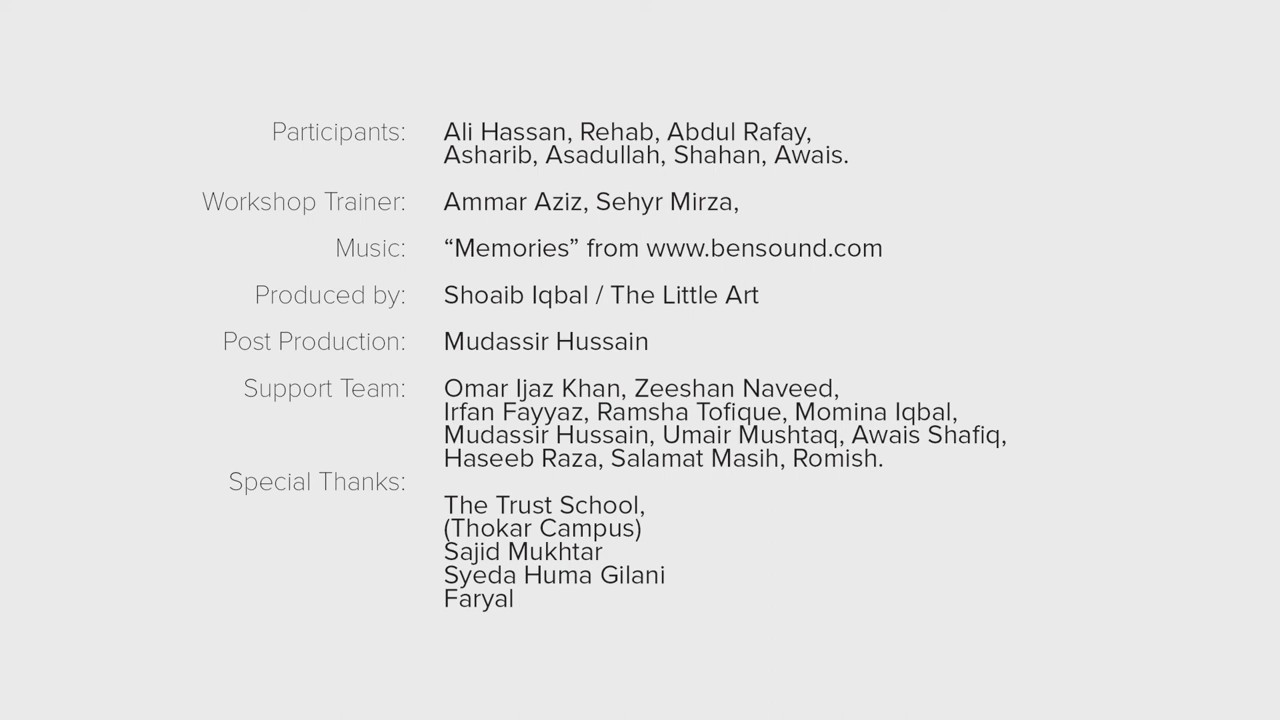 Participants: Ali Hassan, Rehab, Abdul Rafay,
Asharib, Asadullah, Shahan, Awais.
Workshop Trainer: Ammar Aziz, Sehyr Mirza,
Music: “Memories” from www.bensound.com
Produced by: Shoaib Iqbal / The Little Art
Post Production: Mudassir Hussain
Support Team: Omar Ijaz Khan, Zeeshan Naveed,
Irfan Fayyaz, Ramsha Tofique, Momina Iqbal,
Mudassir Hussain, Umair Mushtaq, Awais Shafiq,
Haseeb Raza, Salamat Masih, Romish.
Special Thanks:
The Trust School,
(Thokar Campus)
Sajid Mukhtar
Syeda Huma Gilani
Faryal